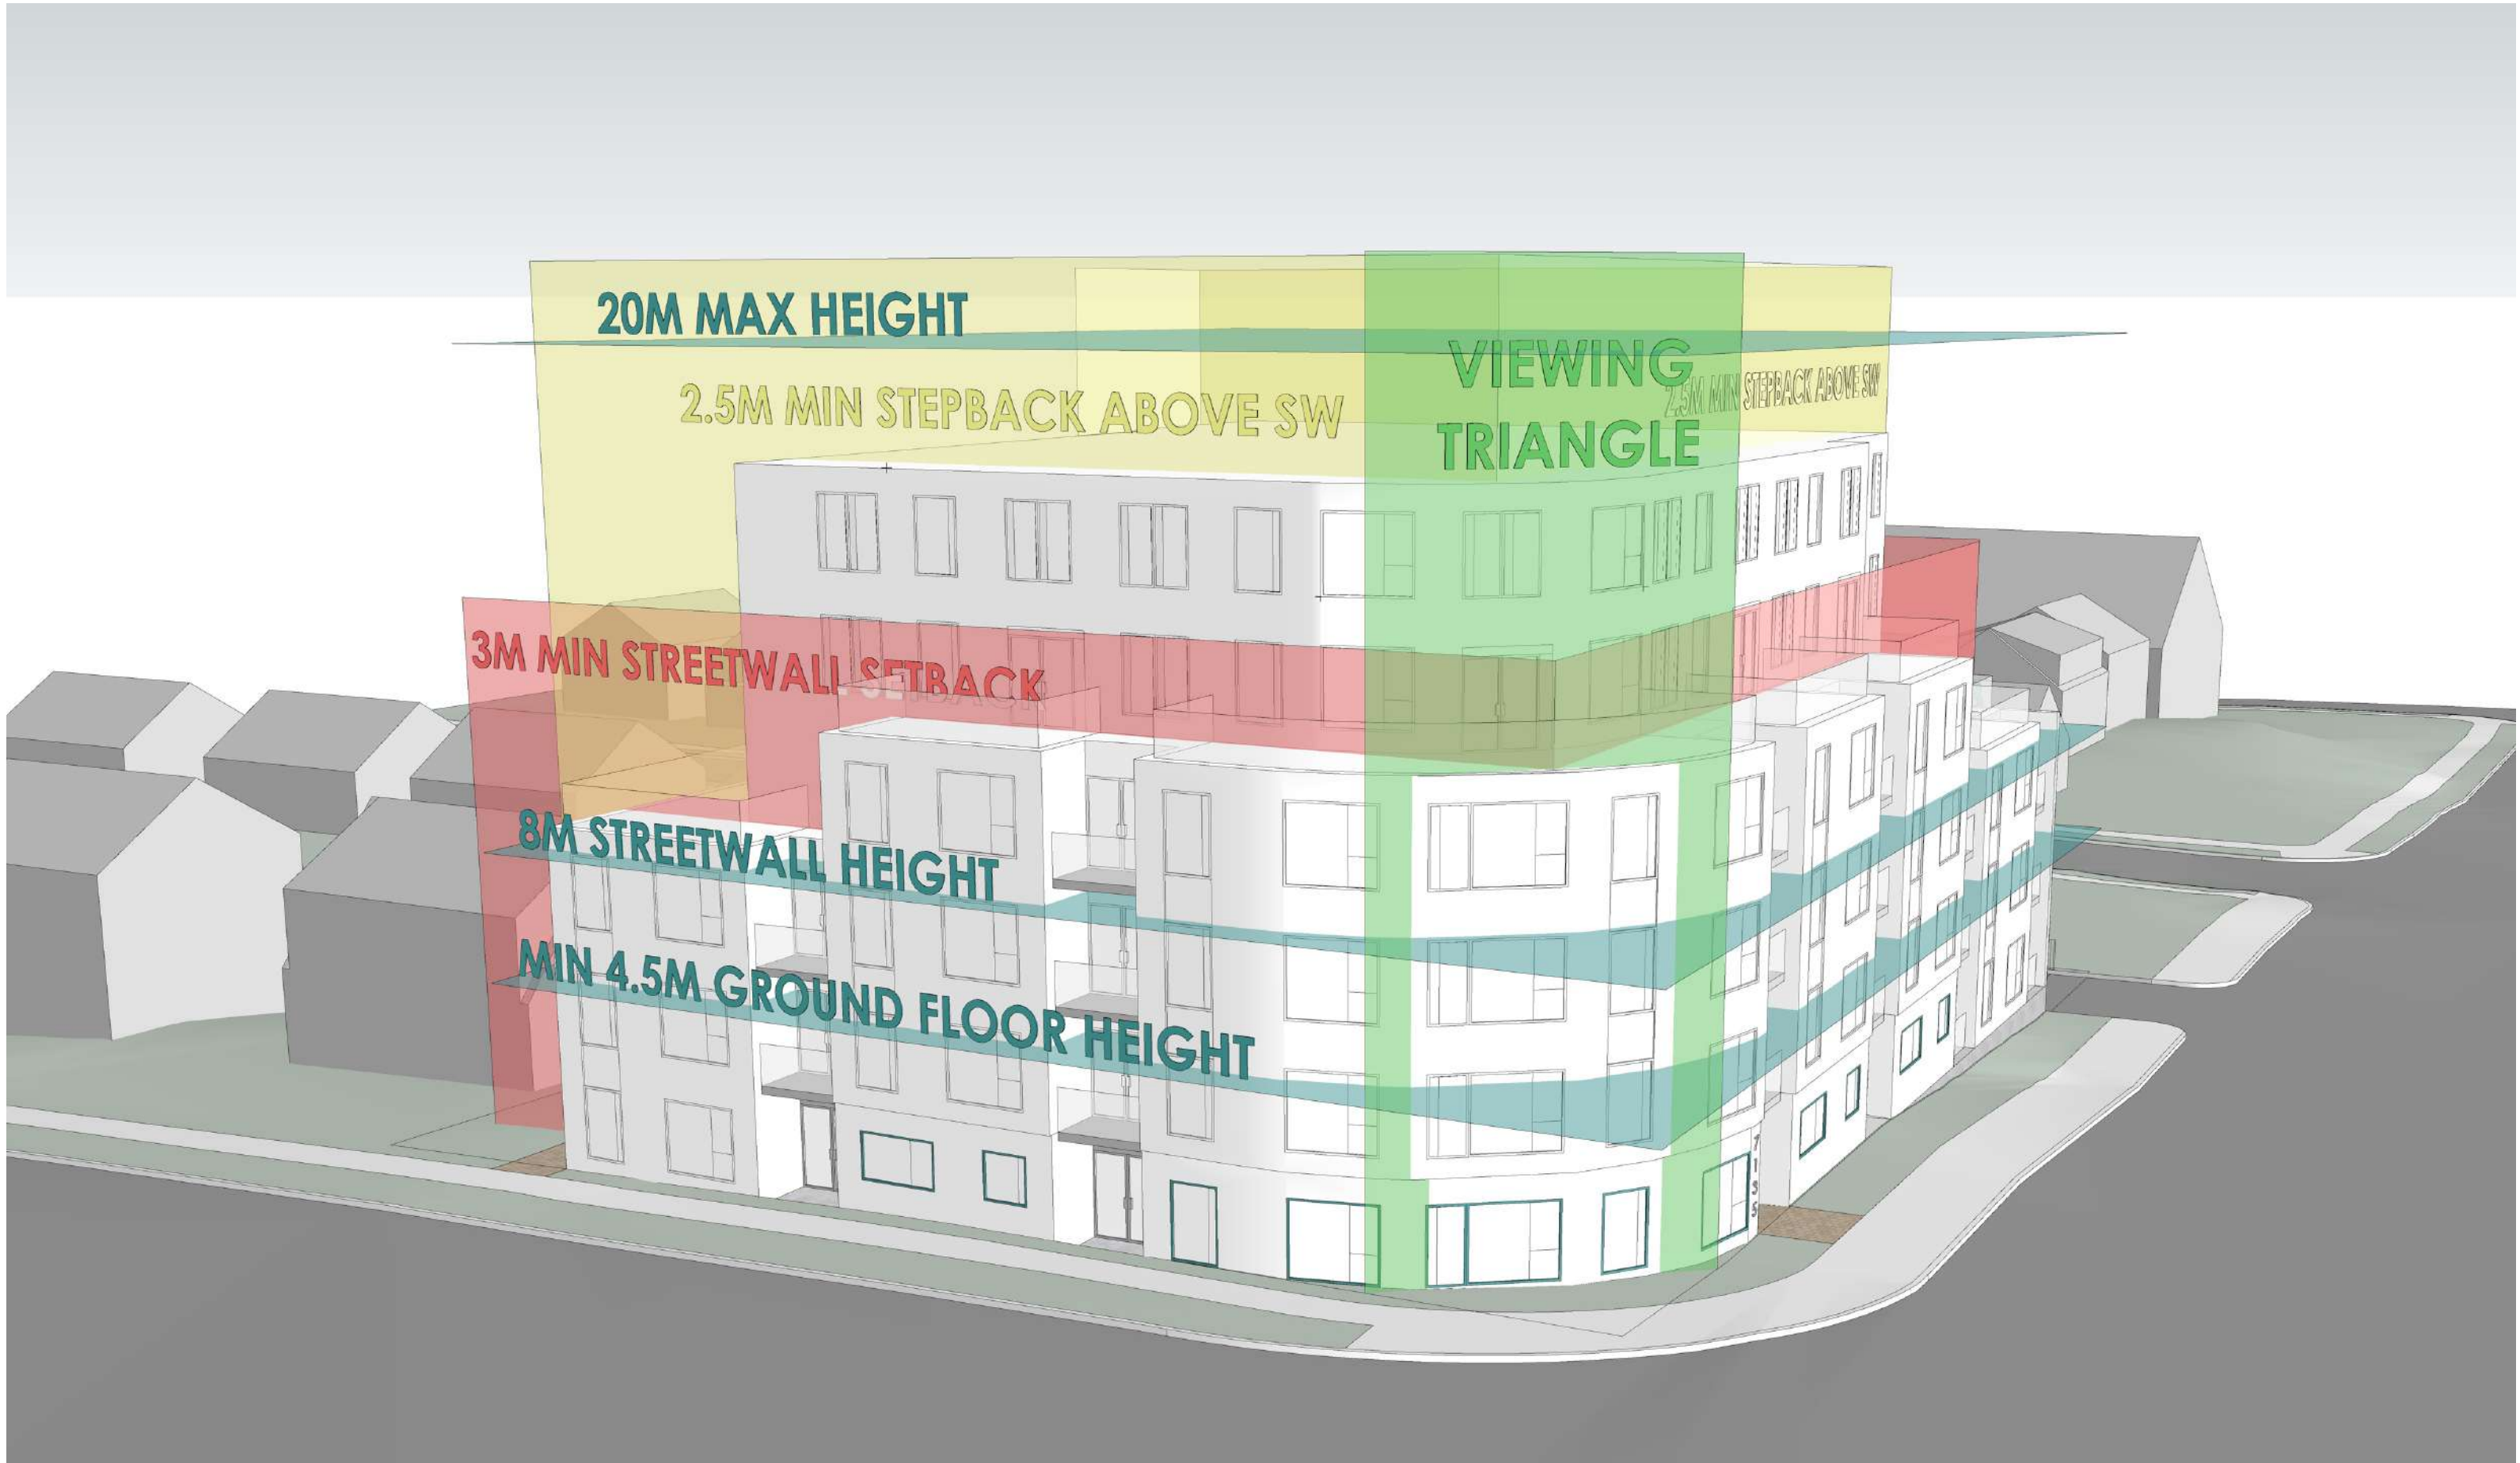 20M MAX HEIGHT
2.5M MIN STEPBACK ABOVE SW
VIEWING
TRIANGLE
2.5M MIN STEPBACK ABOVE SW
3M MIN STREETWALL SETBACK
8M STREETWALL HEIGHT
MIN 4.5M GROUND FLOOR HEIGHT
7195